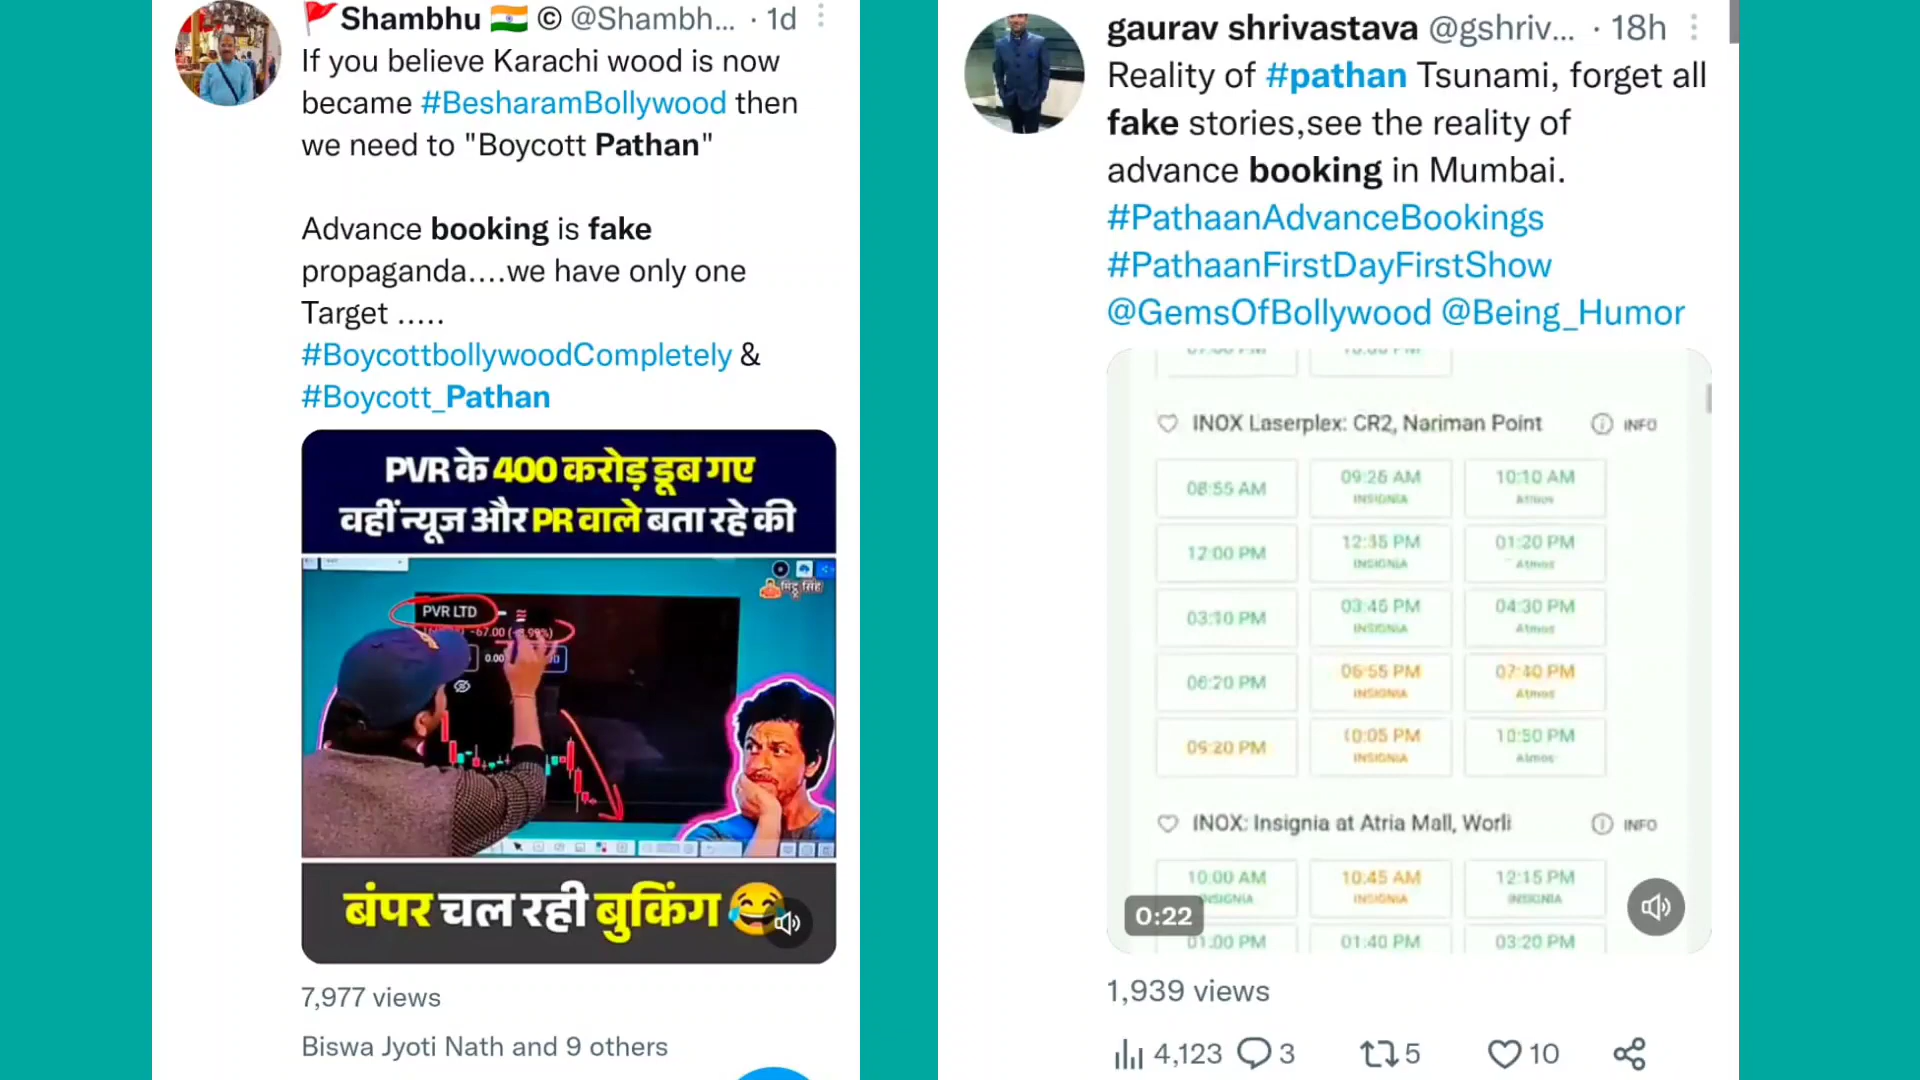 Shambhu © @Shambh... · 1d
If you believe Karachi wood is now
became #BesharamBollywood then
we need to "Boycott Pathan"
Advance booking is fake
propaganda....we have only one
Target .....
#BoycottbollywoodCompletely &
#Boycott_Pathan
PVR के 400 करोड़ डूब गए
वहीं न्यूज और PR वाले बता रहे की
PVR LTD
-67.00
0.00
बंपर चल रही बुकिंग
7,977 views
Biswa Jyoti Nath and 9 others
gaurav shrivastava @gshriv... · 18h
Reality of #pathan Tsunami, forget all
fake stories,see the reality of
advance booking in Mumbai.
#PathaanAdvanceBookings
#PathaanFirstDayFirstShow
@GemsOfBollywood @Being_Humor
INOX Laserplex: CR2, Nariman Point INFO
08:55 AM 09:25 AM 10:10 AM
INSIGNIA Atmos
12:00 PM 12:35 PM 01:20 PM
INSIGNIA Atmos
03:10 PM 03:45 PM 04:30 PM
INSIGNIA Atmos
06:20 PM 06:55 PM 07:40 PM
INSIGNIA Atmos
09:20 PM 10:05 PM 10:50 PM
INSIGNIA Atmos
INOX: Insignia at Atria Mall, Worli INFO
10:00 AM 10:45 AM 12:15 PM
INSIGNIA INSIGNIA INSIGNIA
0:22
01:00 PM 01:40 PM 03:20 PM
1,939 views
4,123 3 5 10